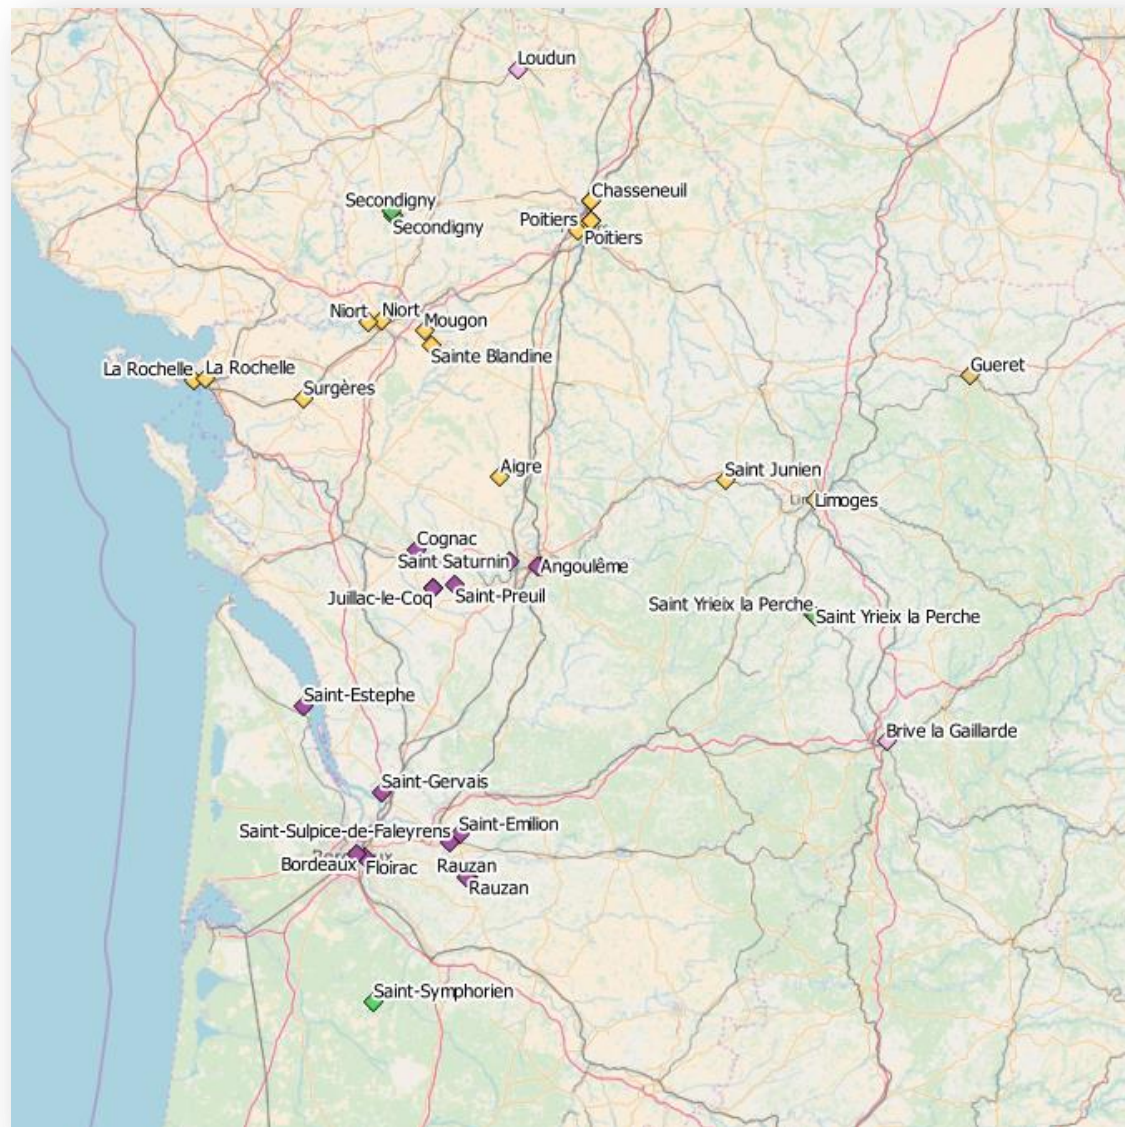 Loudun
Chasseneuil
Secondigny
Secondigny
Poitiers
Poitiers
Niort
Niort
Mougon
Sainte Blandine
La Rochelle
La Rochelle
Surgères
Gueret
Aigre
Saint Junien
Limoges
Cognac
Saint Saturnin
Angoulême
Juillac-le-Coq
Saint-Preuil
Saint Yrieix la Perche
Saint Yrieix la Perche
Saint-Estephe
Brive la Gaillarde
Saint-Gervais
Saint-Sulpice-de-Faleyrens
Saint-Emilion
Bordeaux
Floirac
Rauzan
Rauzan
Saint-Symphorien